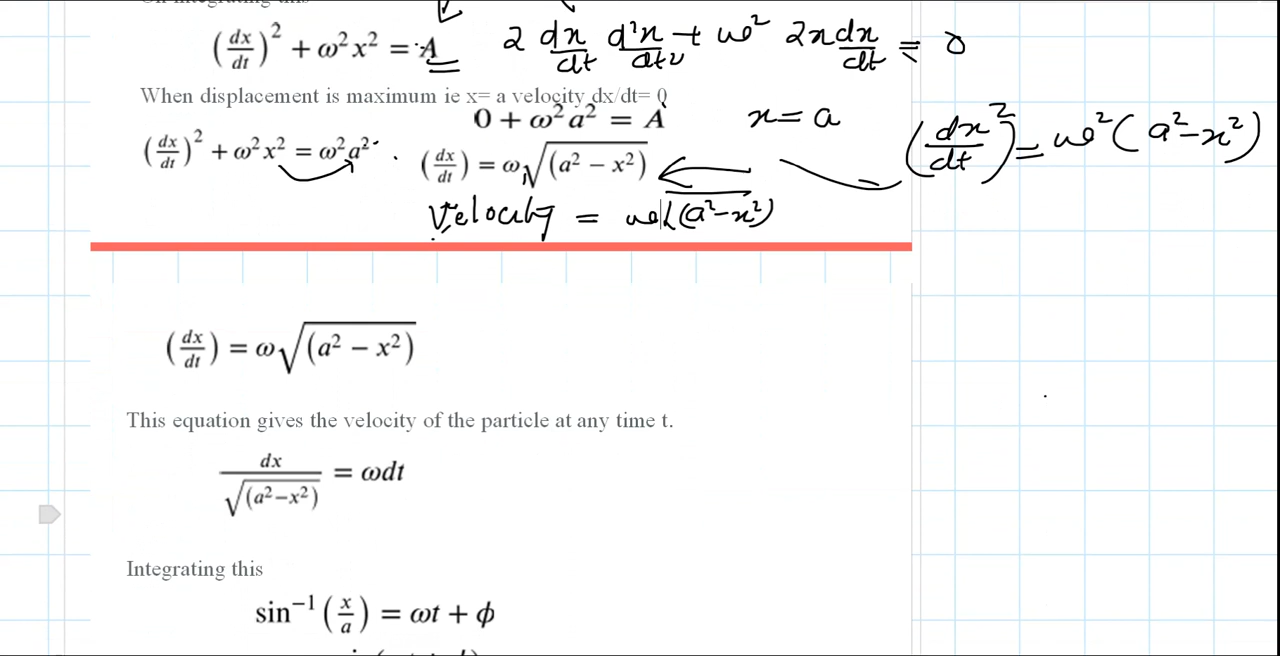 (dx/dt)² + ω²x² = A 2 dx/dt d²x/dt² + ω² 2x dx/dt = 0
When displacement is maximum ie x= a velocity dx/dt= 0
0 + ω²a² = A x = a
(dx/dt)² + ω²x² = ω²a² . (dx/dt) = ω√(a² − x²) (dx/dt)² = ω²(a²−x²)
Velocity = ω√(a²−x²)
(dx/dt) = ω√(a² − x²)
This equation gives the velocity of the particle at any time t.
dx/√(a²−x²) = ωdt
Integrating this
sin⁻¹(x/a) = ωt + ϕ